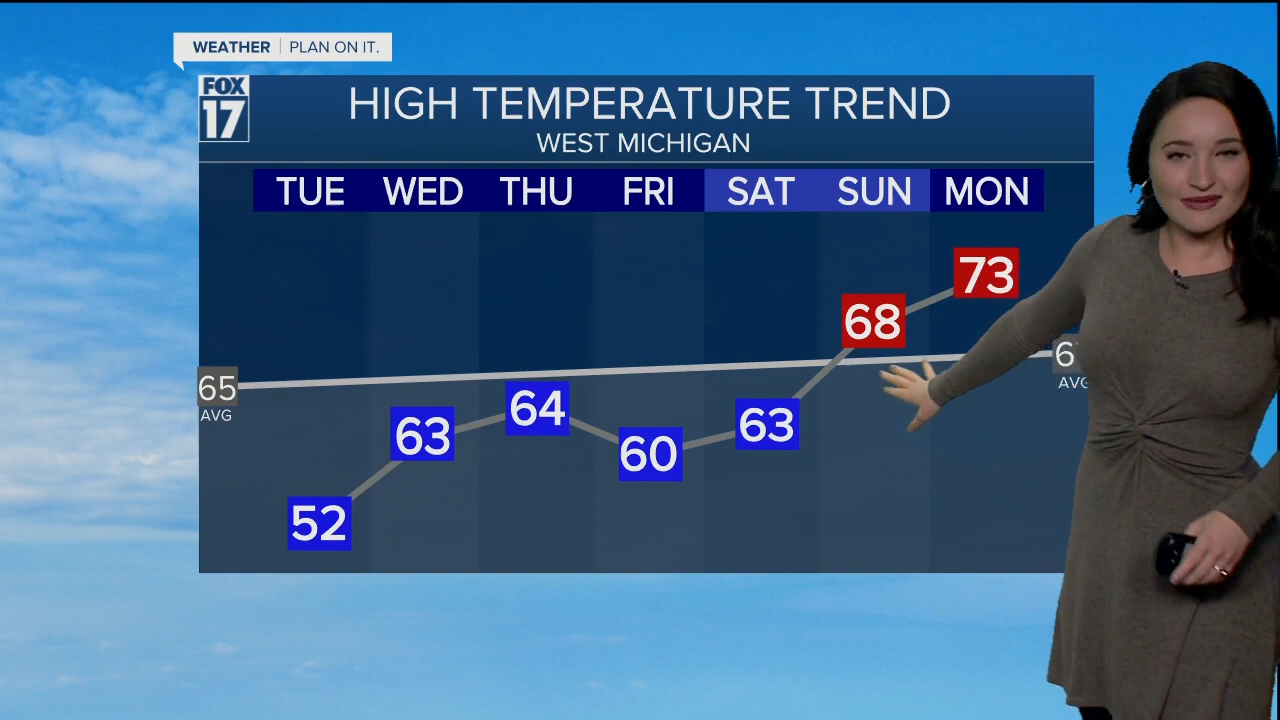 WEATHER | PLAN ON IT.
FOX
17
HIGH TEMPERATURE TREND
WEST MICHIGAN
TUE WED THU FRI SAT SUN MON
73
68
65
AVG
6
AVG
64
63
63
60
52